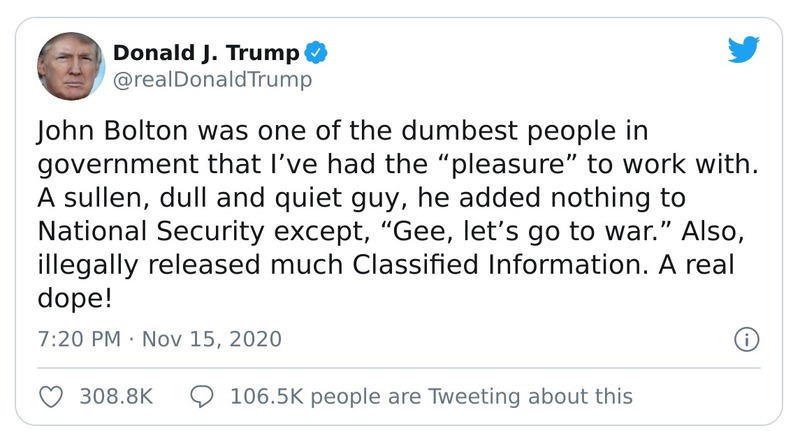 Donald J. Trump
@realDonaldTrump
John Bolton was one of the dumbest people in
government that I’ve had the “pleasure” to work with.
A sullen, dull and quiet guy, he added nothing to
National Security except, “Gee, let’s go to war.” Also,
illegally released much Classified Information. A real
dope!
7:20 PM · Nov 15, 2020
308.8K 106.5K people are Tweeting about this